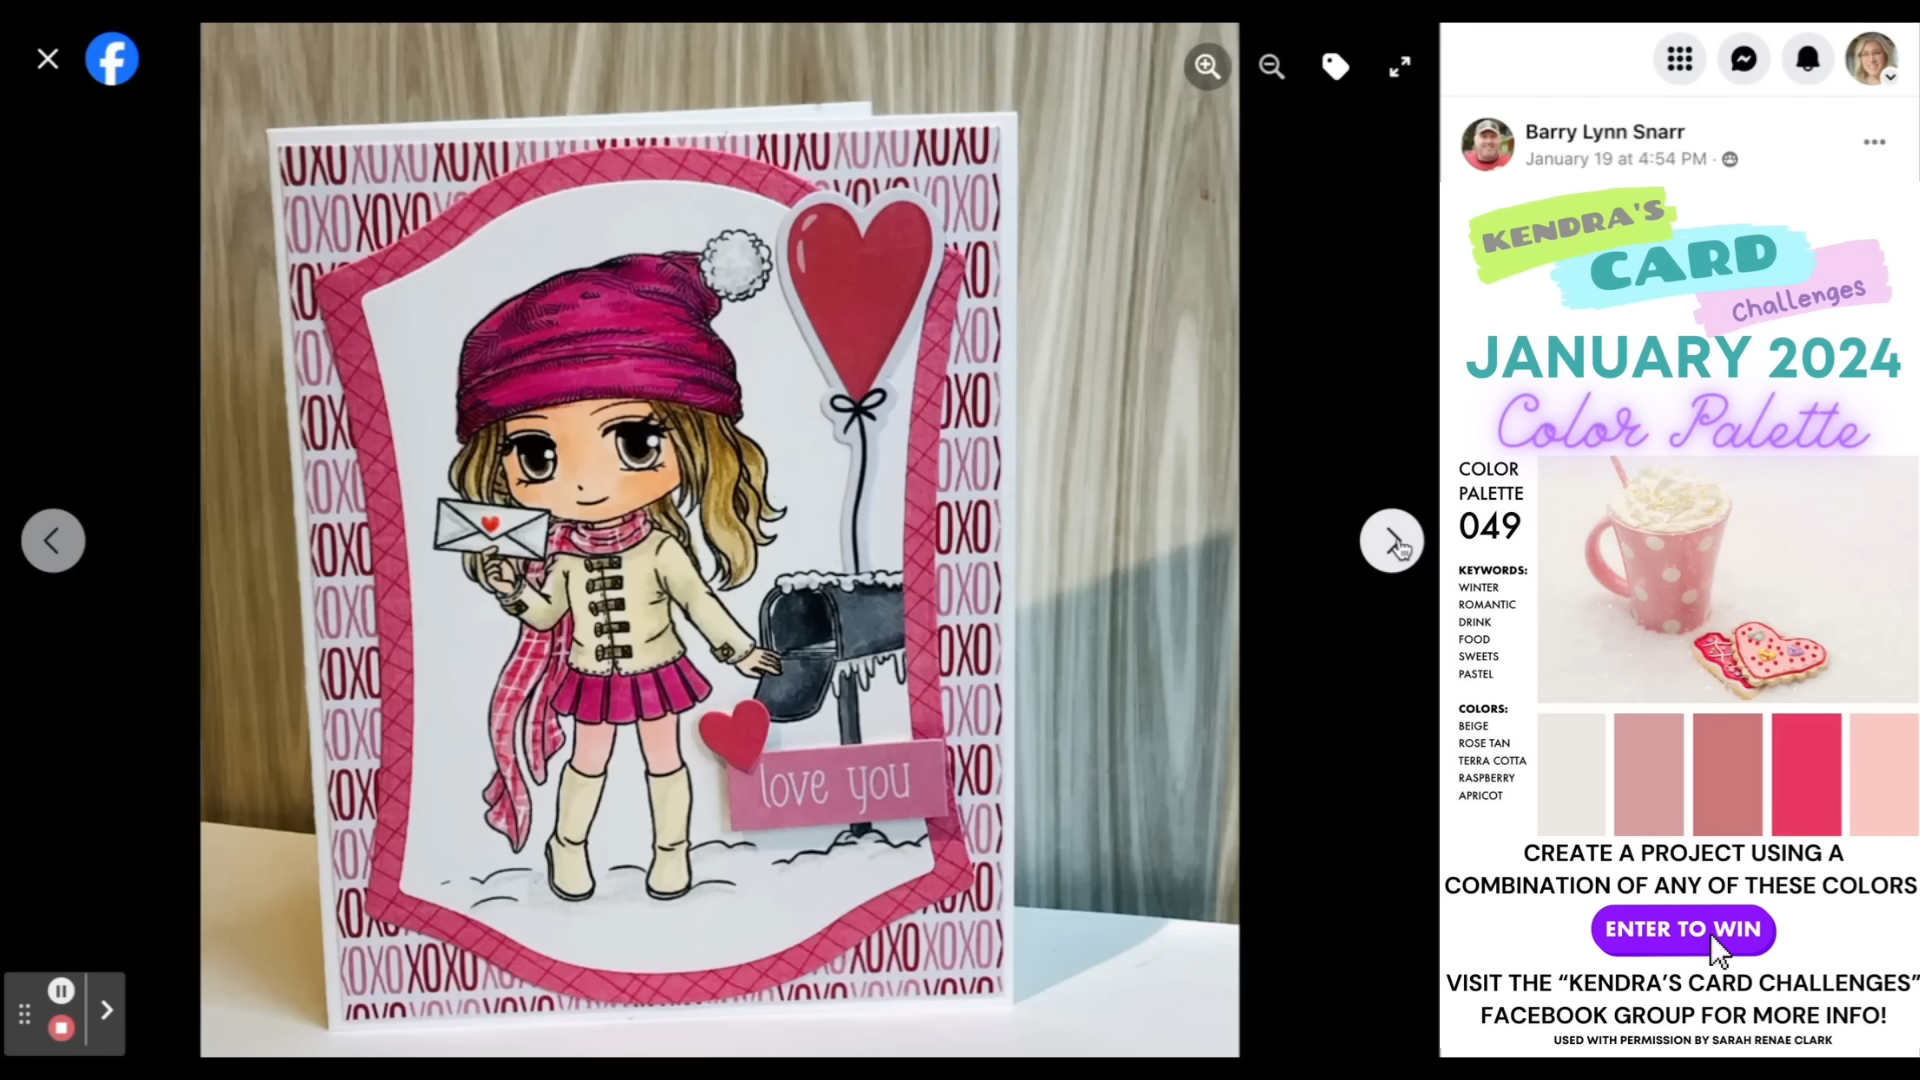 Barry Lynn Snarr
January 19 at 4:54 PM ·
KENDRA'S
CARD
Challenges
JANUARY 2024
Color Palette
COLOR
PALETTE
049
KEYWORDS:
WINTER
ROMANTIC
DRINK
FOOD
SWEETS
PASTEL
COLORS:
BEIGE
ROSE TAN
TERRA COTTA
RASPBERRY
APRICOT
CREATE A PROJECT USING A
COMBINATION OF ANY OF THESE COLORS
ENTER TO WIN
VISIT THE “KENDRA’S CARD CHALLENGES”
FACEBOOK GROUP FOR MORE INFO!
USED WITH PERMISSION BY SARAH RENAE CLARK
XOXOXOXOXOXOXOXOXOXOXOXO
love you